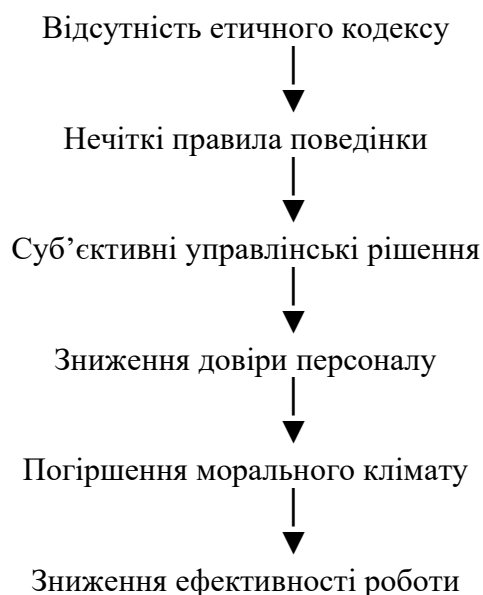 Відсутність етичного кодексу
Нечіткі правила поведінки
Суб’єктивні управлінські рішення
Зниження довіри персоналу
Погіршення морального клімату
Зниження ефективності роботи